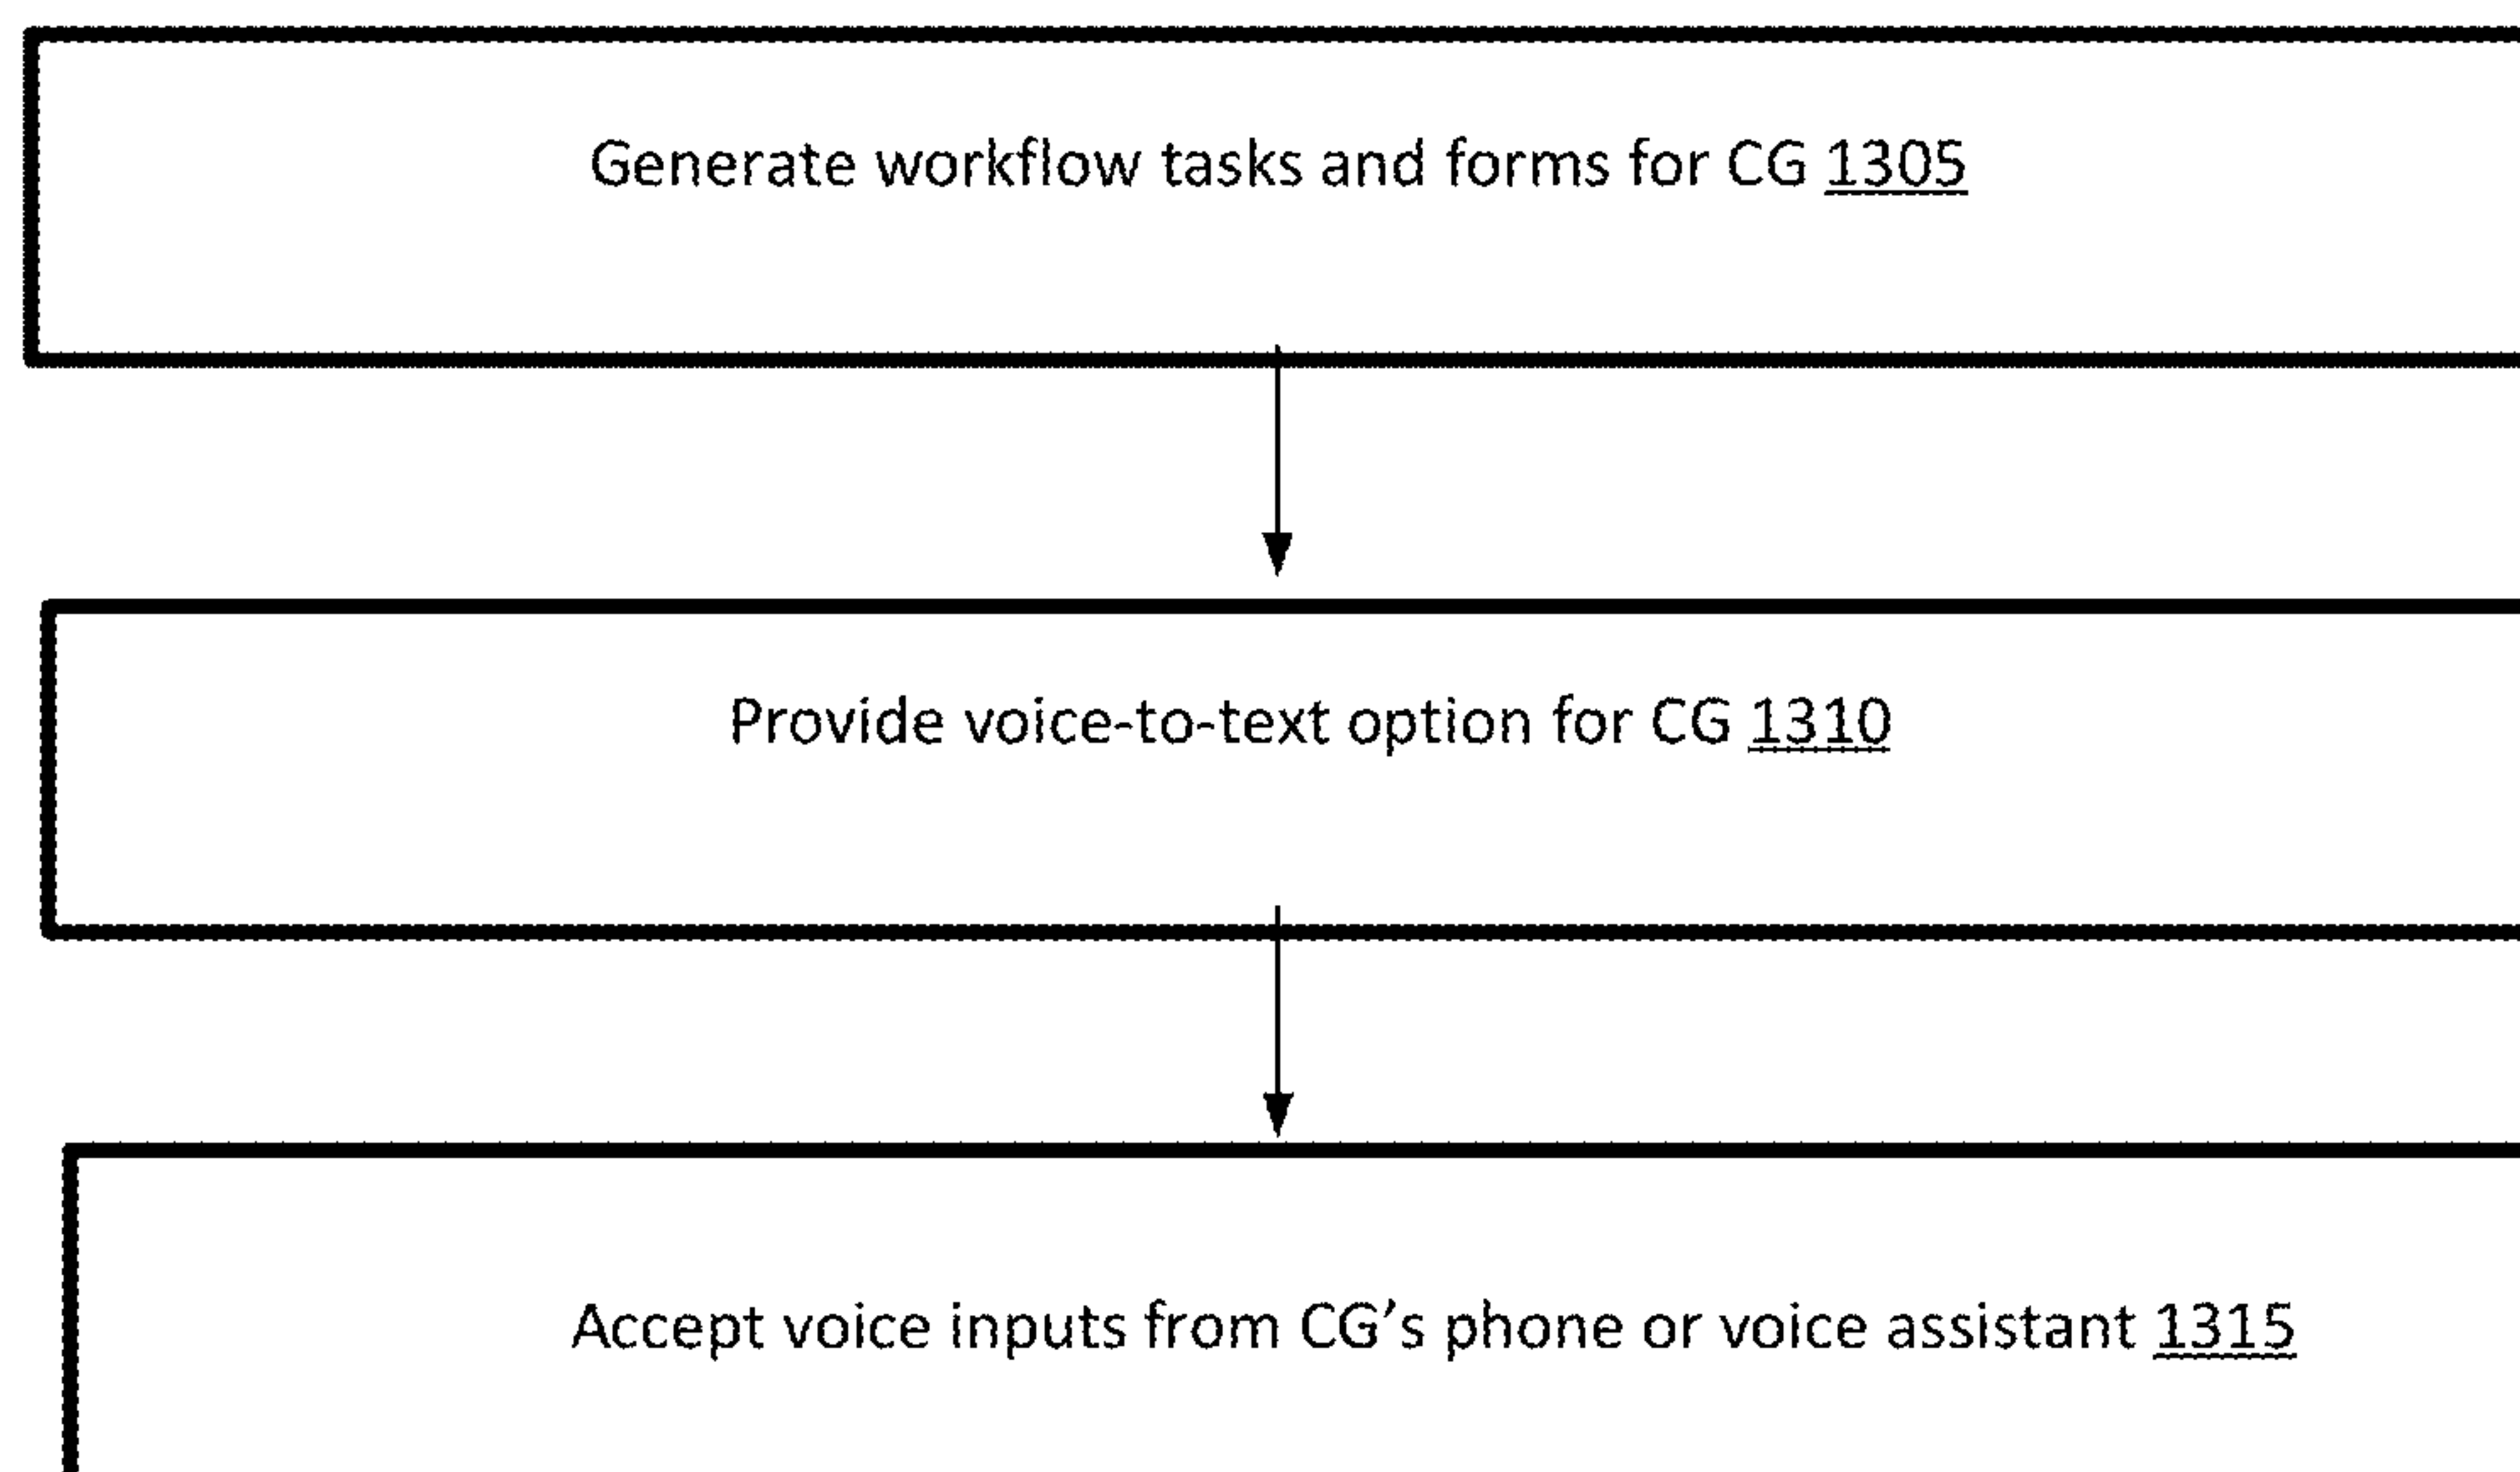 Generate workflow tasks and forms for CG 1305
Provide voice-to-text option for CG 1310
Accept voice inputs from CG’s phone or voice assistant 1315